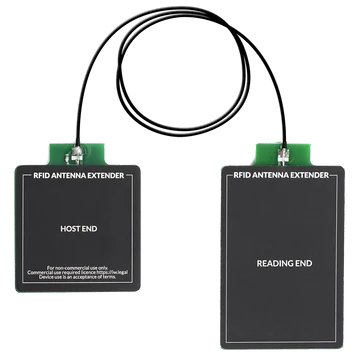 RFID ANTENNA EXTENDER
HOST END
For non-commercial use only.
Commercial use required licence https://iw.legal
Device use is an acceptance of terms.
RFID ANTENNA EXTENDER
READING END